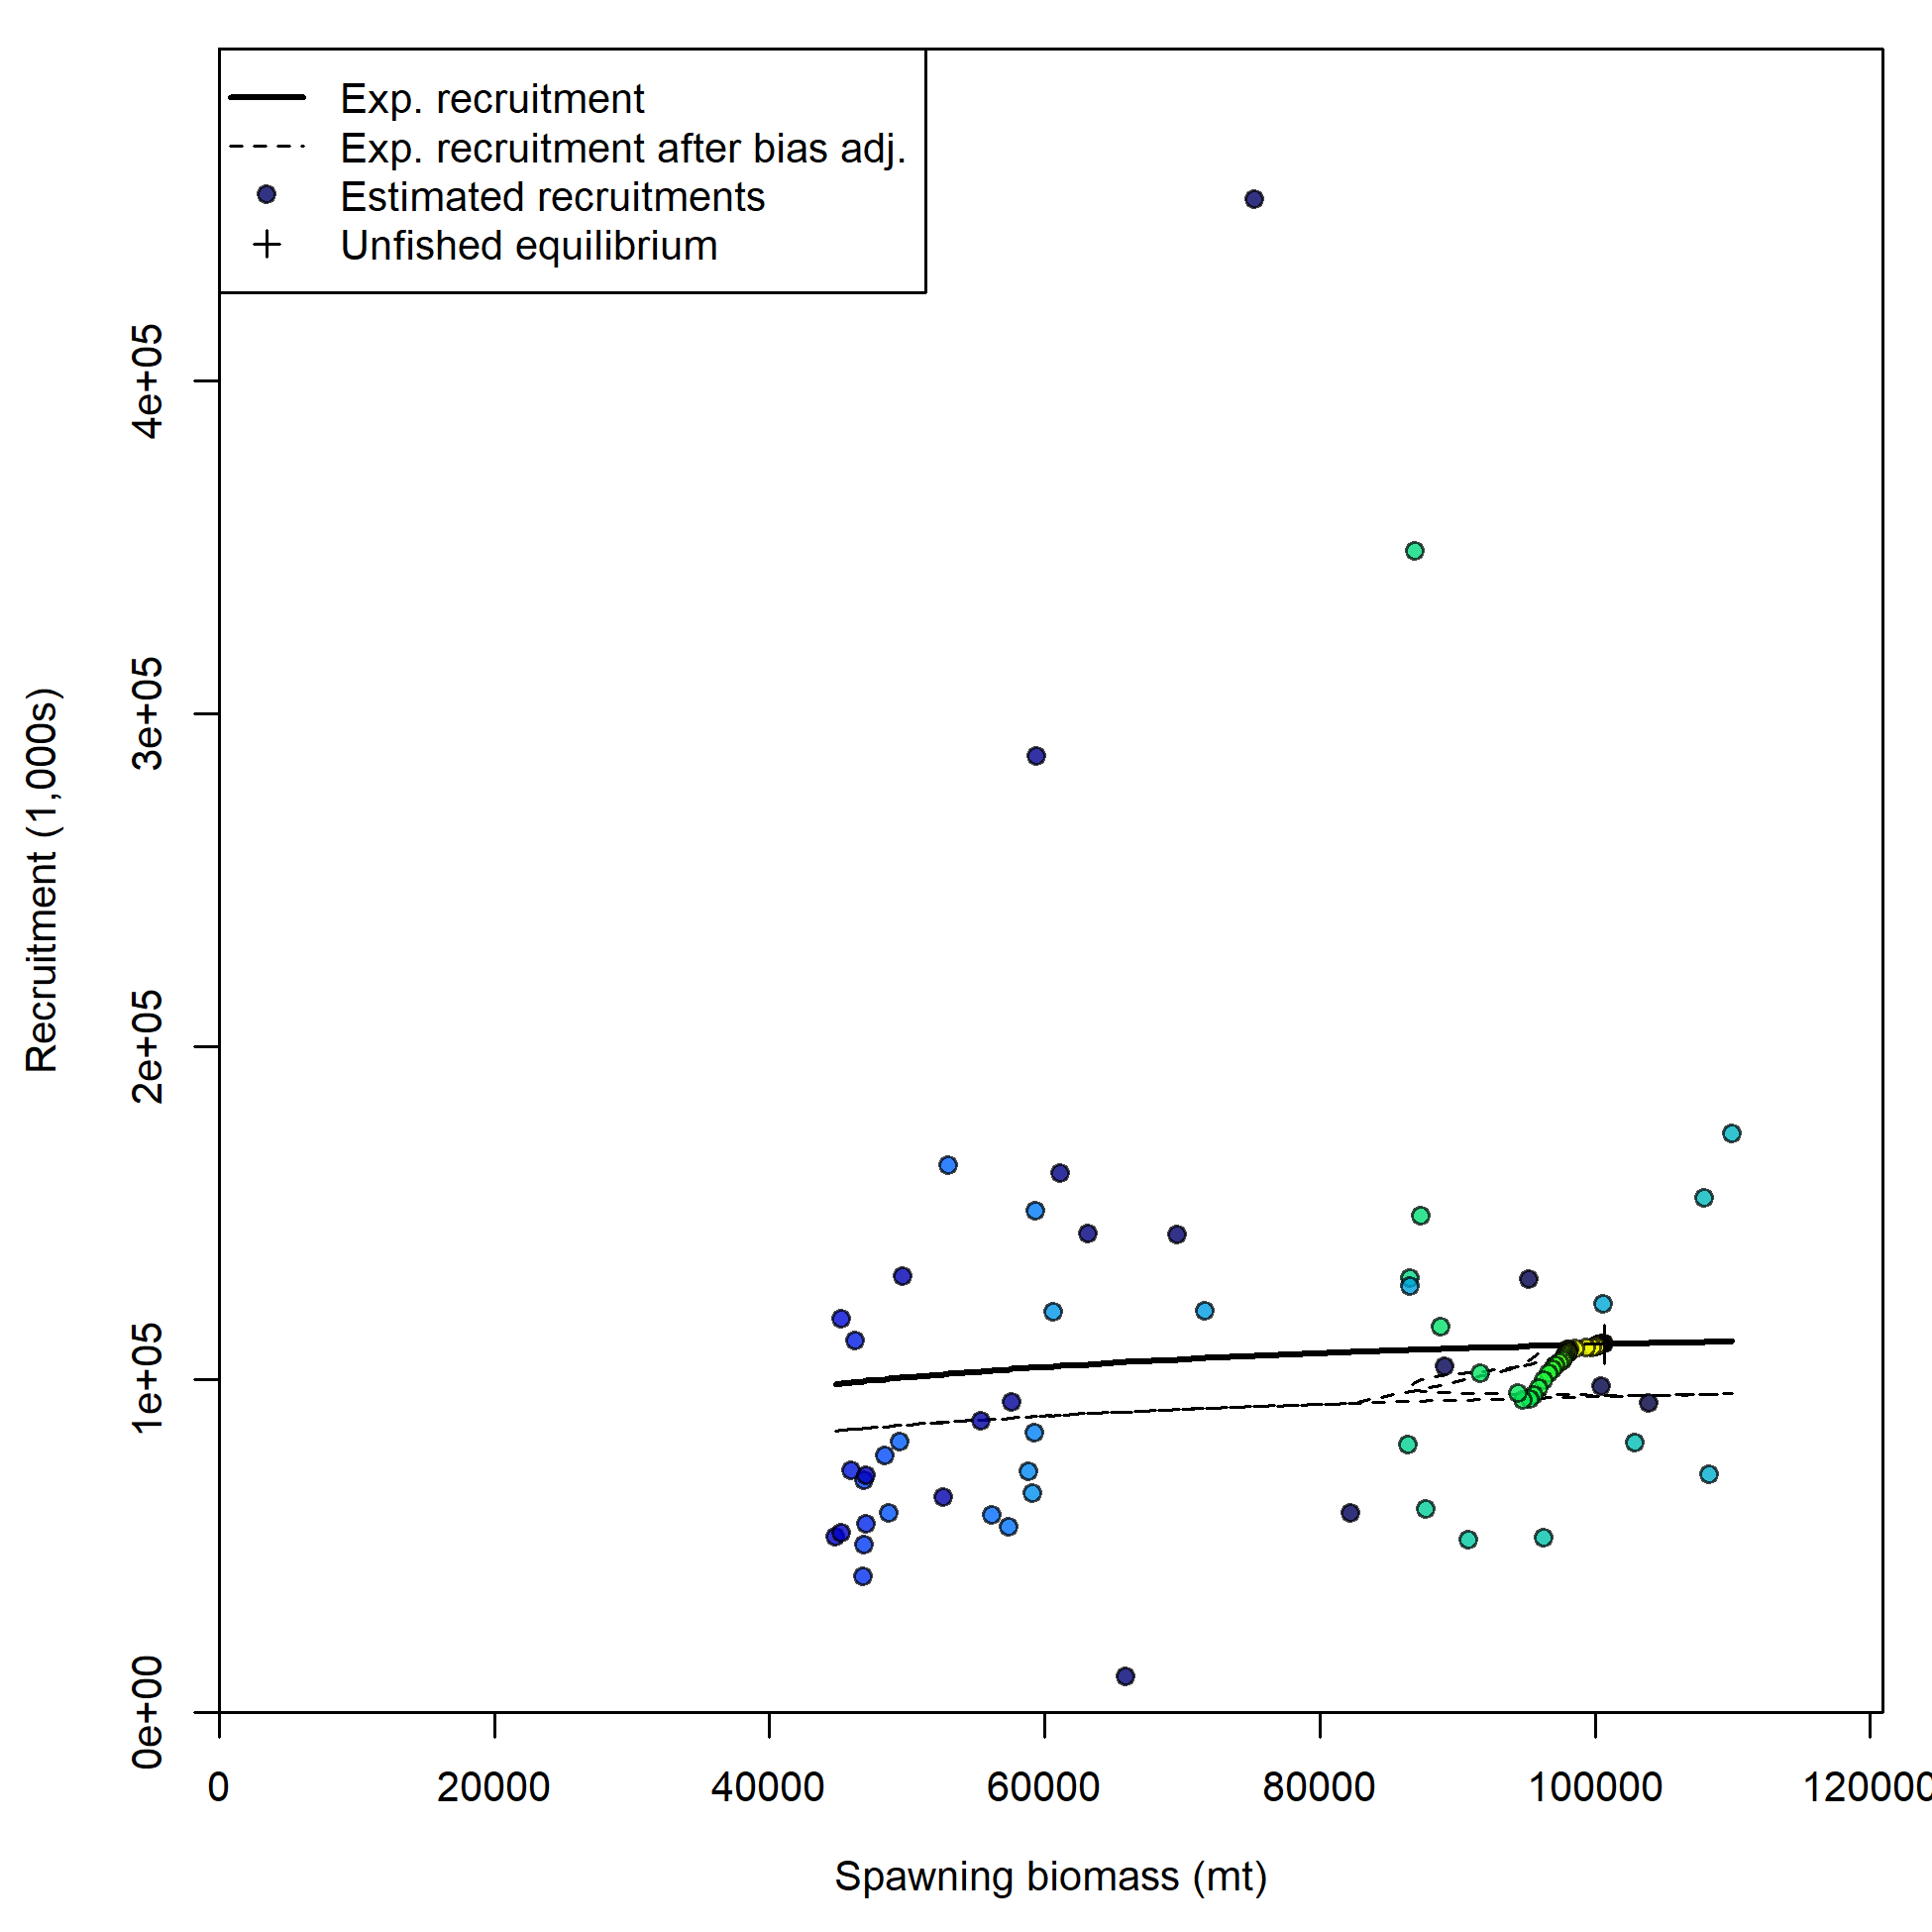 Exp. recruitment
Exp. recruitment after bias adj.
Estimated recruitments
Unfished equilibrium
Recruitment (1,000s)
4e+05
3e+05
2e+05
1e+05
0e+00
0 20000 40000 60000 80000 100000 120000
Spawning biomass (mt)